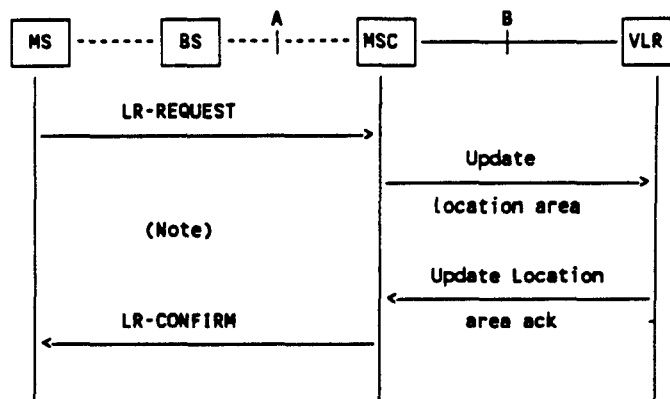 A
B
MS
BS
MSC
VLR
LR-REQUEST
Update
location area
(Note)
Update Location
area ack
LR-CONFIRM